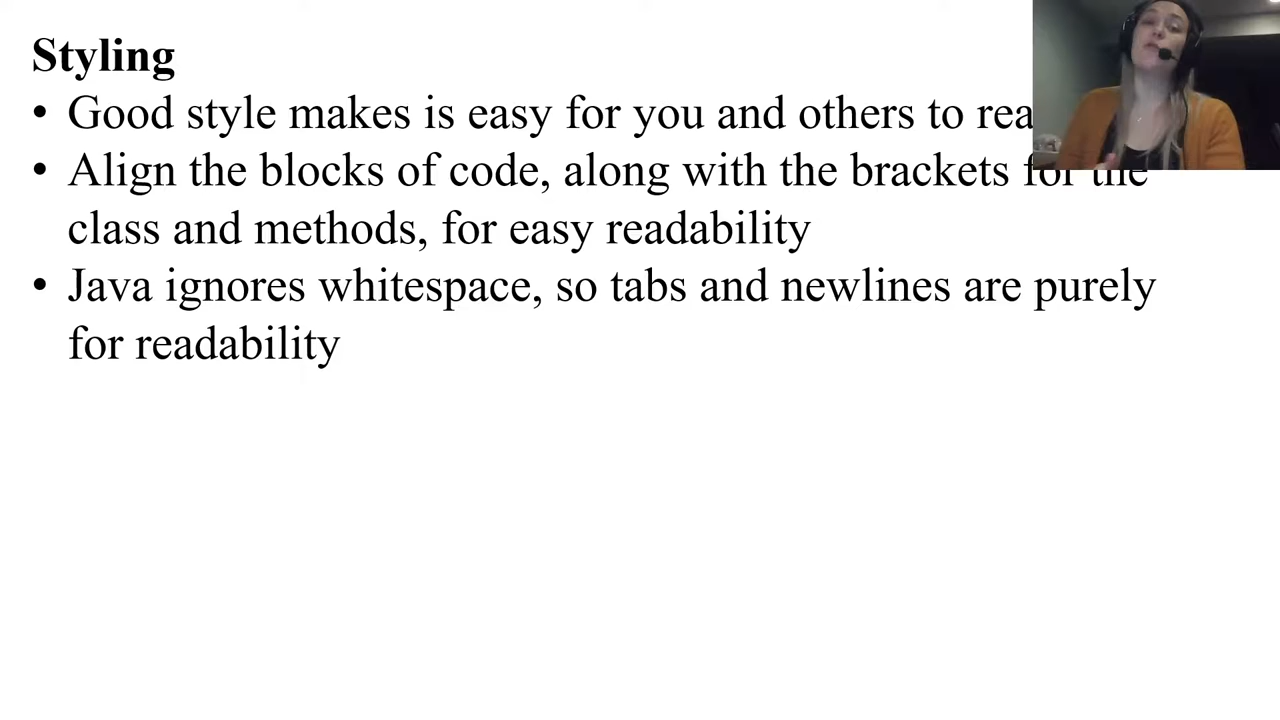 Styling
• Good style makes is easy for you and others to
• Align the blocks of code, along with the brackets for the
class and methods, for easy readability
• Java ignores whitespace, so tabs and newlines are purely
for readability